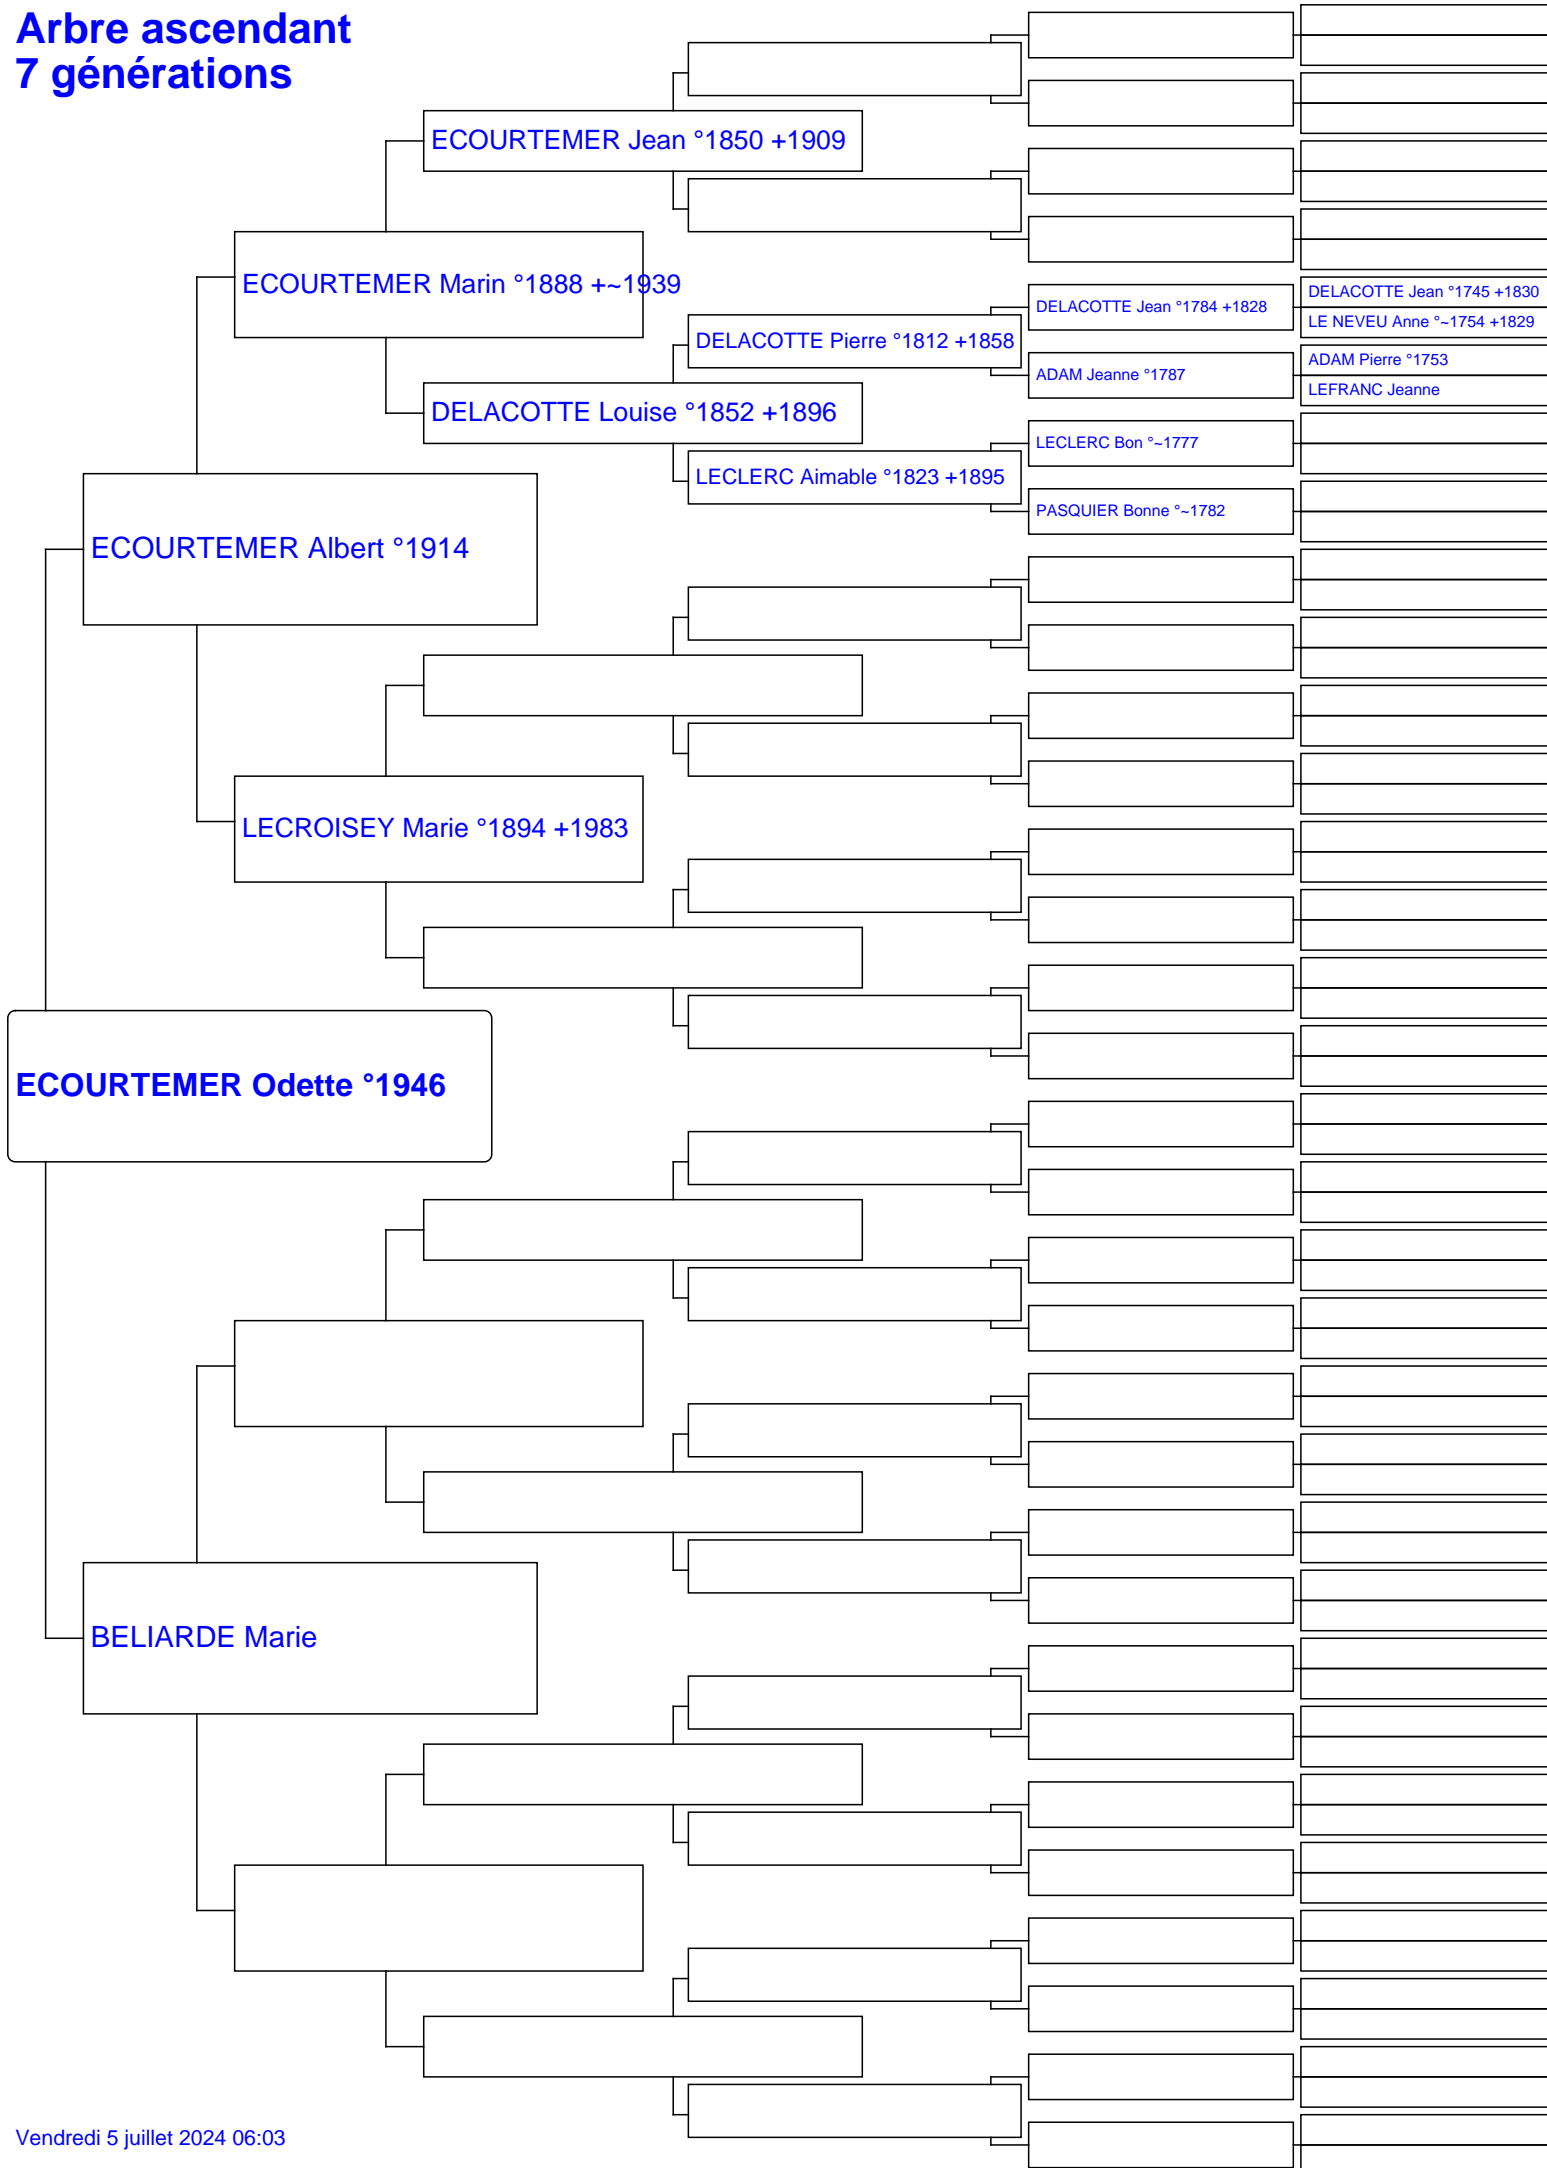 Arbre ascendant
7 générations
ECOURTEMER Jean °1850 +1909
ECOURTEMER Marin °1888 +~1939
DELACOTTE Jean °1784 +1828
DELACOTTE Jean °1745 +1830
LE NEVEU Anne °~1754 +1829
DELACOTTE Pierre °1812 +1858
ADAM Jeanne °1787
ADAM Pierre °1753
LEFRANC Jeanne
DELACOTTE Louise °1852 +1896
LECLERC Bon °~1777
LECLERC Aimable °1823 +1895
PASQUIER Bonne °~1782
ECOURTEMER Albert °1914
LECROISEY Marie °1894 +1983
ECOURTEMER Odette °1946
BELIARDE Marie
Vendredi 5 juillet 2024 06:03